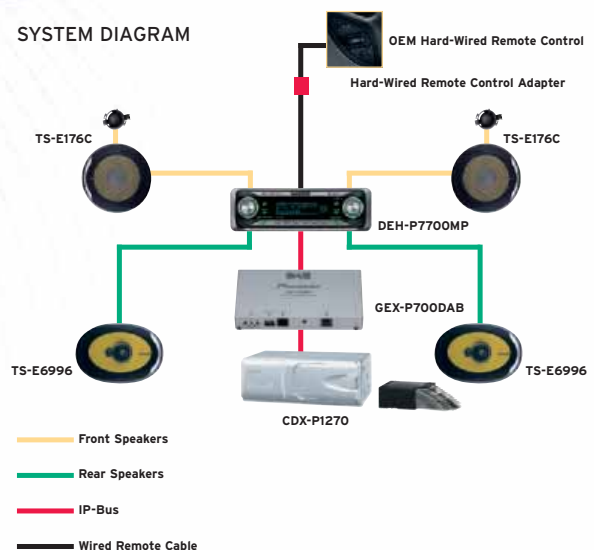 SYSTEM DIAGRAM
OEM Hard-Wired Remote Control
Hard-Wired Remote Control Adapter
TS-E176C
TS-E176C
DEH-P7700MP
GEX-P700DAB
Pioneer
TS-E6996
TS-E6996
CDX-P1270
Front Speakers
Rear Speakers
IP-Bus
Wired Remote Cable